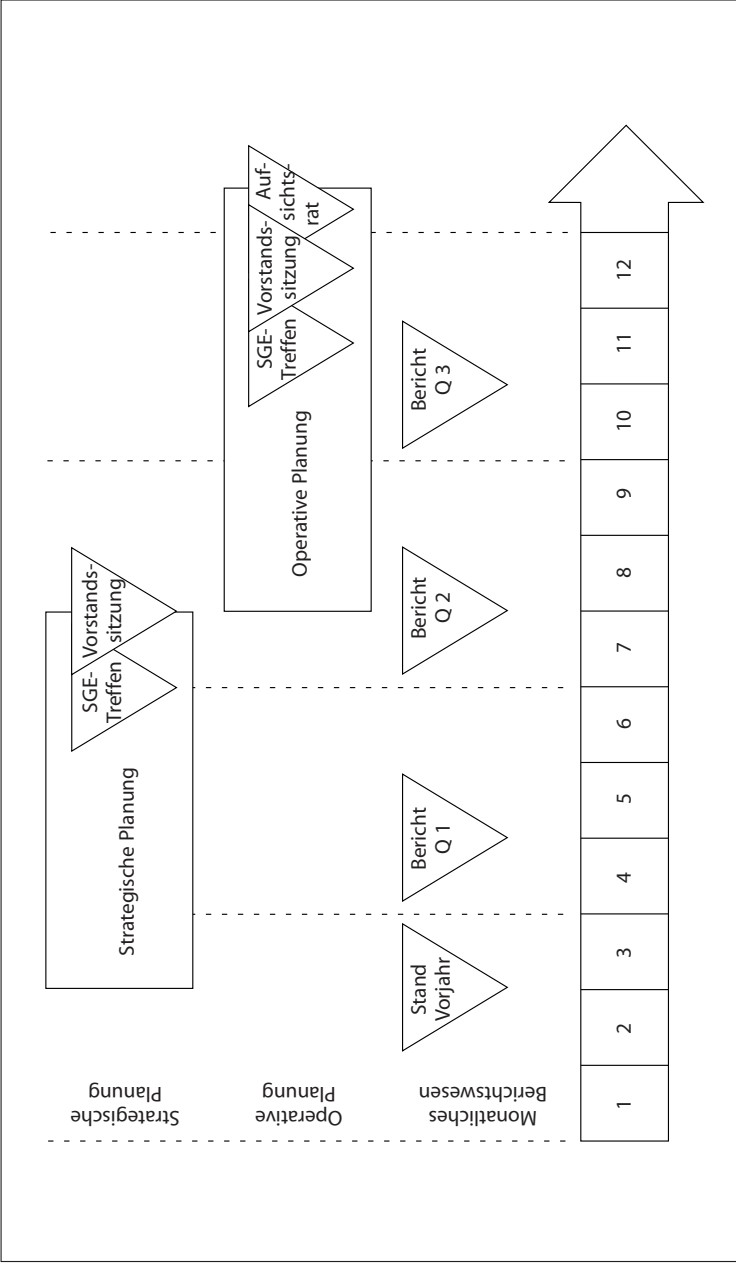 Strategische
Planung
Strategische Planung
SGE-
Treffen
Vorstands-
sitzung
Operative
Planung
Operative Planung
SGE-
Treffen
Vorstands-
sitzung
Auf-
sichts-
rat
Monatliches
Berichtswesen
Stand
Vorjahr
Bericht
Q 1
Bericht
Q 2
Bericht
Q 3
1 2 3 4 5 6 7 8 9 10 11 12